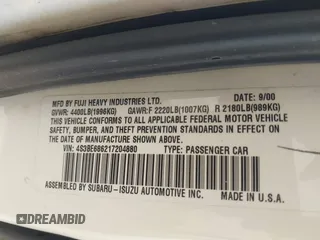 MFD BY FUJI HEAVY INDUSTRIES LTD. 9/00
GVWR: 4400LB(1996KG) GAWR:F 2220LB(1007KG) R 2180LB(989KG)
THIS VEHICLE CONFORMS TO ALL APPLICABLE FEDERAL MOTOR VEHICLE
SAFETY, BUMPER, AND THEFT PREVENTION STANDARDS IN EFFECT ON
THE DATE OF MANUFACTURE SHOWN ABOVE.
VIN: 4S3BE686217204880 TYPE: PASSENGER CAR
ASSEMBLED BY SUBARU-ISUZU AUTOMOTIVE INC. MADE IN U.S.A.
DREAMBID